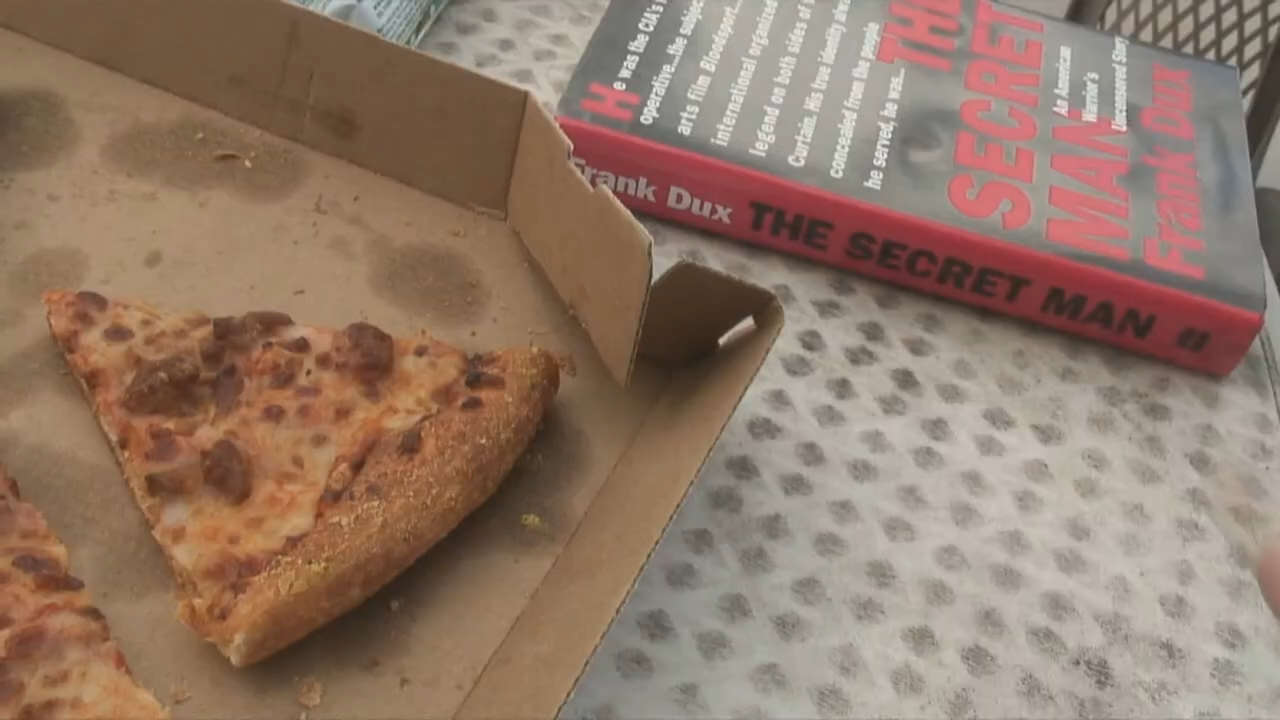 He was the CIA's
operative...the subje
arts film Bloodsport...
international organized
legend on both sides of
Curtain. His true identity
concealed from the people
he served, he was...
THE
SECRET
MAN
An American
Warrior's
Uncensored Story
Frank Dux
Frank Dux THE SECRET MAN